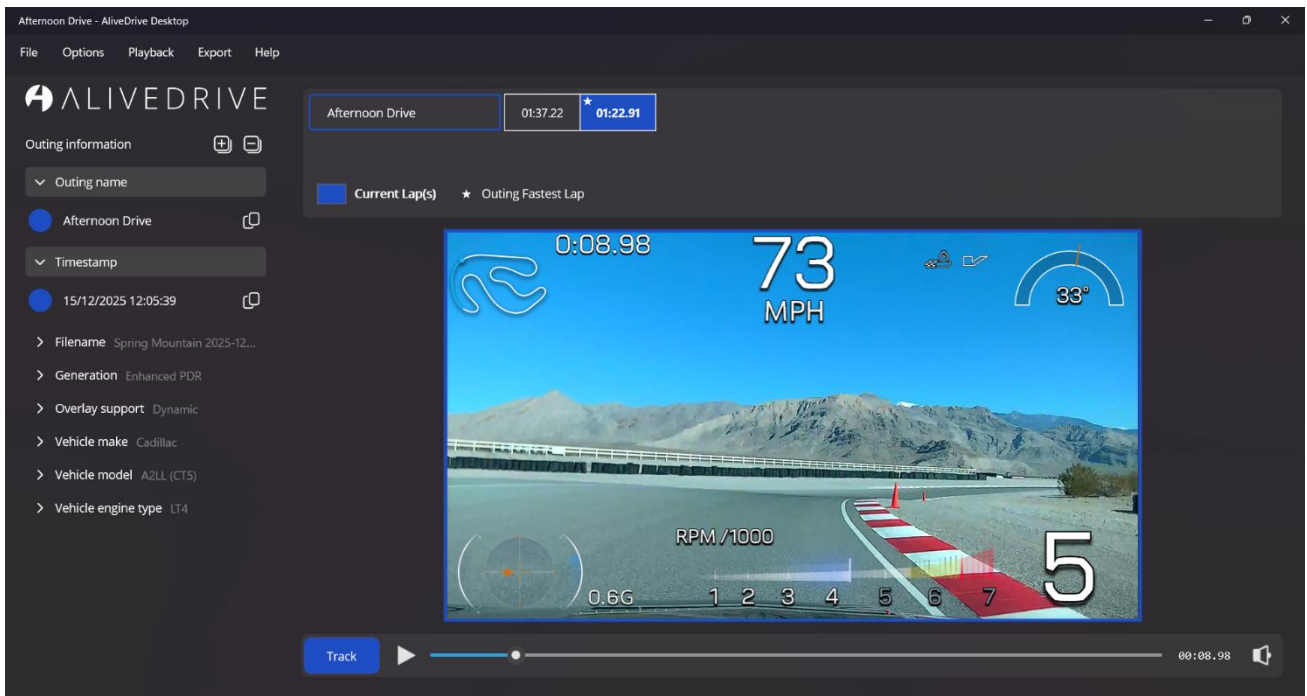 Afternoon Drive - AliveDrive Desktop
File Options Playback Export Help
ALIVEDRIVE
Outing information
Outing name
Afternoon Drive
Timestamp
15/12/2025 12:05:39
Filename Spring Mountain 2025-12...
Generation Enhanced PDR
Overlay support Dynamic
Vehicle make Cadillac
Vehicle model A2LL (CT5)
Vehicle engine type LT4
Afternoon Drive 01:37.22 ★ 01:22.91
Current Lap(s) ★ Outing Fastest Lap
0:08.98
73
MPH
33°
RPM/1000
0.6G
1 2 3 4 5 6 7
5
Track 00:08.98